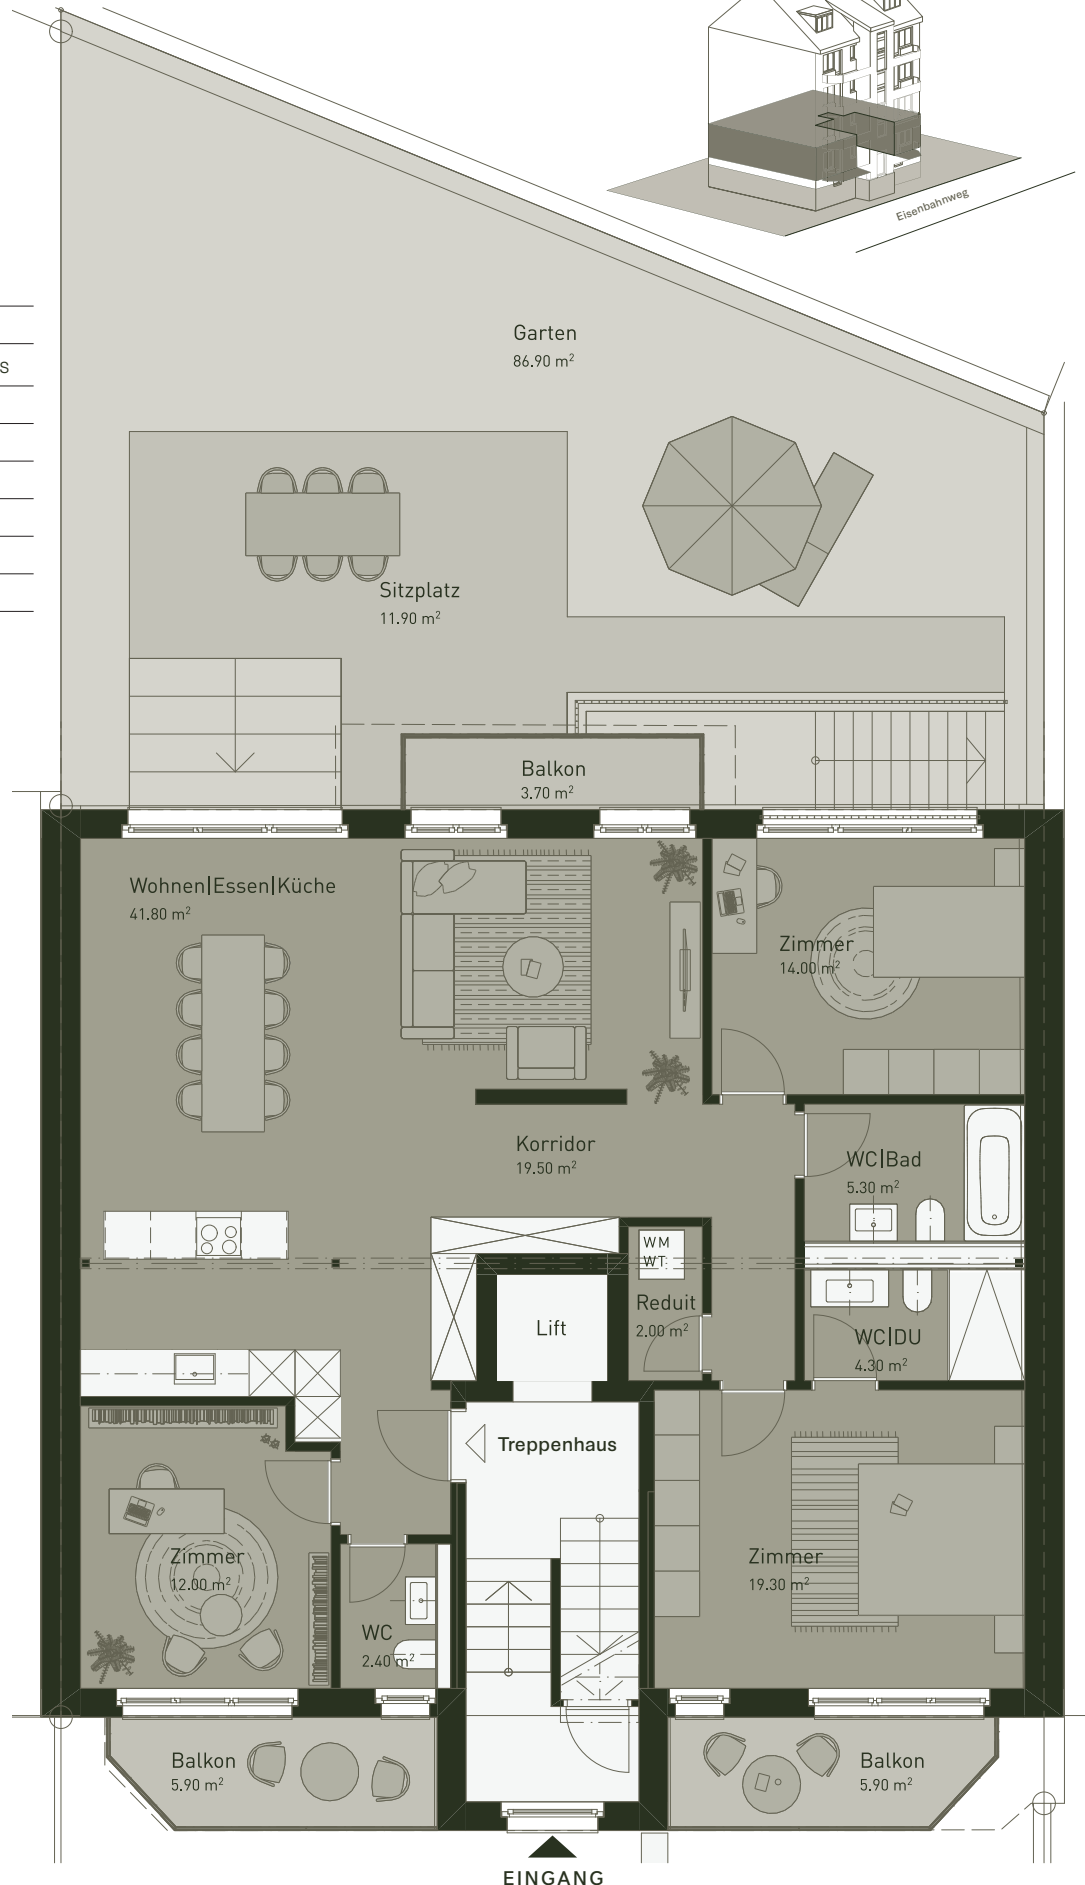 Eisenbahnweg
Garten
86.90 m²
s
Sitzplatz
11.90 m²
Balkon
3.70 m²
Wohnen|Essen|Küche
41.80 m²
Zimmer
14.00 m²
Korridor
19.50 m²
WC|Bad
5.30 m²
WM
WT
Reduit
2.00 m²
Lift
WC|DU
4.30 m²
Treppenhaus
Zimmer
12.00 m²
Zimmer
19.30 m²
WC
2.40 m²
Balkon
5.90 m²
Balkon
5.90 m²
EINGANG